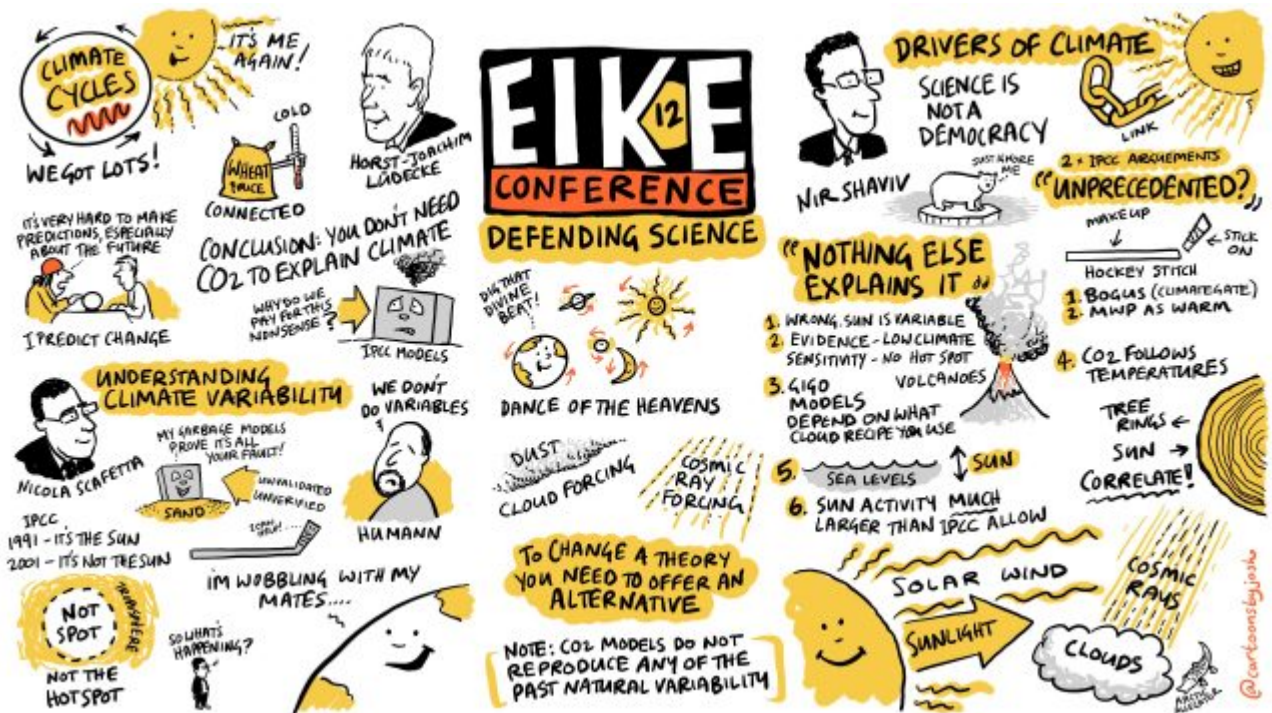 CLIMATE
CYCLES
IT'S ME
AGAIN!
WE GOT LOTS!
COLD
WHEAT
PRICE
CONNECTED
HORST-JOACHIM
LÜDECKE
IT'S VERY HARD TO MAKE
PREDICTIONS, ESPECIALLY
ABOUT THE FUTURE
I PREDICT CHANGE
CONCLUSION: YOU DON'T NEED
CO2 TO EXPLAIN CLIMATE
WHY DO WE
PAY FOR THIS
NONSENSE?
IPCC MODELS
UNDERSTANDING
CLIMATE VARIABILITY
NICOLA SCAFETTA
MY GARBAGE MODELS
PROVE IT'S ALL
YOUR FAULT!
SAND
UNVALIDATED
UNVERIFIED
WE DON'T
DO VARIABLES
HUMANN
IPCC
1991 - IT'S THE SUN
2001 - IT'S NOT THE SUN
NOT
SPOT
NOT THE
HOTSPOT
I'M WOBBLING WITH MY
MATES....
SO WHAT'S
HAPPENING?
EIKE
12
CONFERENCE
DEFENDING SCIENCE
DIG THAT
DIVINE
BEAT!
DANCE OF THE HEAVENS
DUST
CLOUD FORCING
COSMIC
RAY
FORCING
TO CHANGE A THEORY
YOU NEED TO OFFER AN
ALTERNATIVE
NOTE: CO2 MODELS DO NOT
REPRODUCE ANY OF THE
PAST NATURAL VARIABILITY
DRIVERS OF CLIMATE
SCIENCE IS
NOT A
DEMOCRACY
NIR SHAVIV
JUST IGNORE
ME
LINK
2 x IPCC ARGUEMENTS
"UNPRECEDENTED?"
MAKE UP
STICK
ON
HOCKEY STITCH
1. BOGUS (CLIMATEGATE)
2. MWP AS WARM
"NOTHING ELSE
EXPLAINS IT"
1. WRONG. SUN IS VARIABLE
2. EVIDENCE - LOW CLIMATE
SENSITIVITY - NO HOT SPOT
VOLCANOES
3. GIGO
MODELS
DEPEND ON WHAT
CLOUD RECIPE YOU USE
4. CO2 FOLLOWS
TEMPERATURES
TREE
RINGS
SUN
CORRELATE!
5.
SEA LEVELS
SUN
6. SUN ACTIVITY MUCH
LARGER THAN IPCC ALLOW
SOLAR WIND
SUNLIGHT
COSMIC
RAYS
CLOUDS
@cartoonsbyjosh